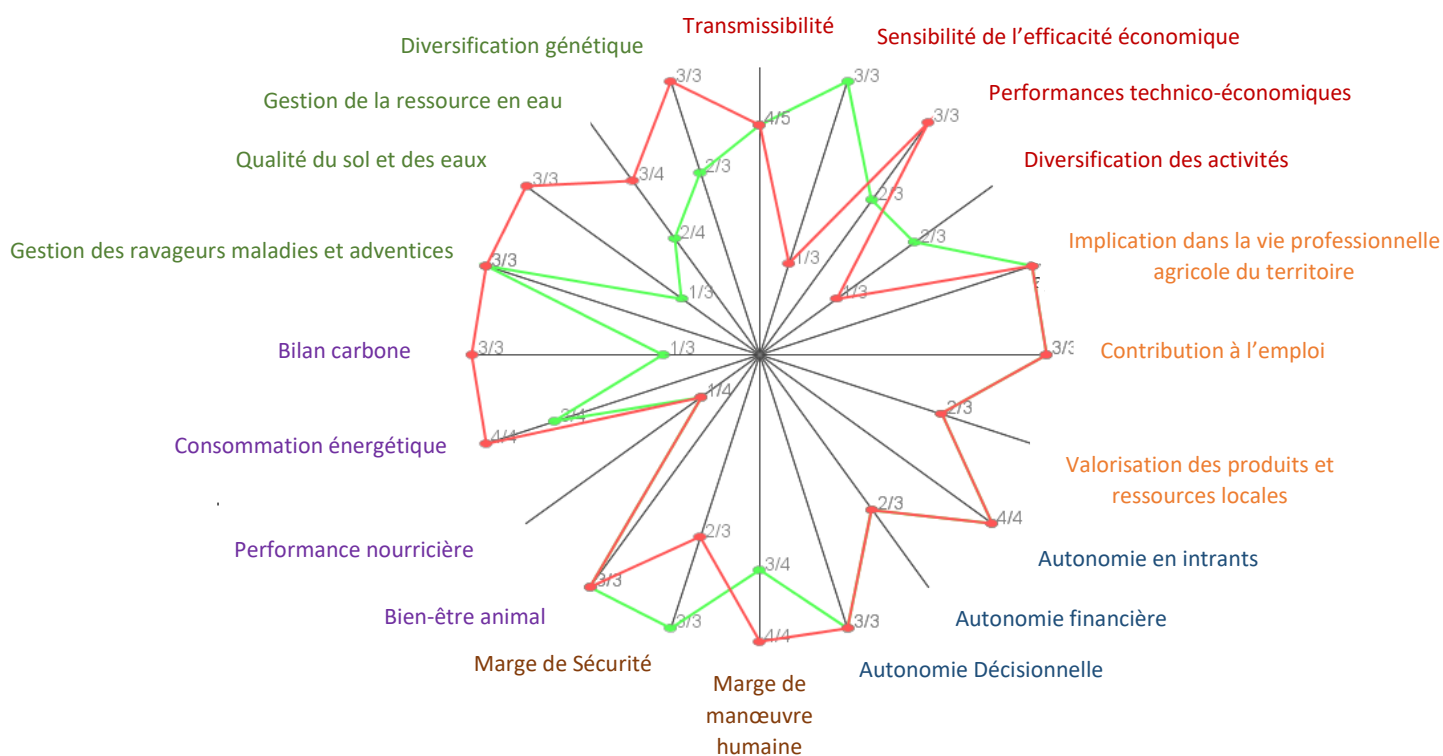 Transmissibilité
Sensibilité de l’efficacité économique
Diversification génétique
3/3
3/3
Gestion de la ressource en eau
Performances technico-économiques
4/5
3/3
Qualité du sol et des eaux
Diversification des activités
3/3
3/4
2/3
2/3
Gestion des ravageurs maladies et adventices
2/4
2/3
Implication dans la vie professionnelle
agricole du territoire
3/3
1/3
1/3
1/3
Bilan carbone
3/3
1/3
3/3
Contribution à l’emploi
Consommation énergétique
4/4
3/4
1/4
2/3
Valorisation des produits et
ressources locales
2/3
4/4
Performance nourricière
2/3
Autonomie en intrants
3/4
Bien-être animal
3/3
Autonomie financière
3/3
4/4
3/3
Marge de Sécurité
Autonomie Décisionnelle
Marge de
manœuvre
humaine